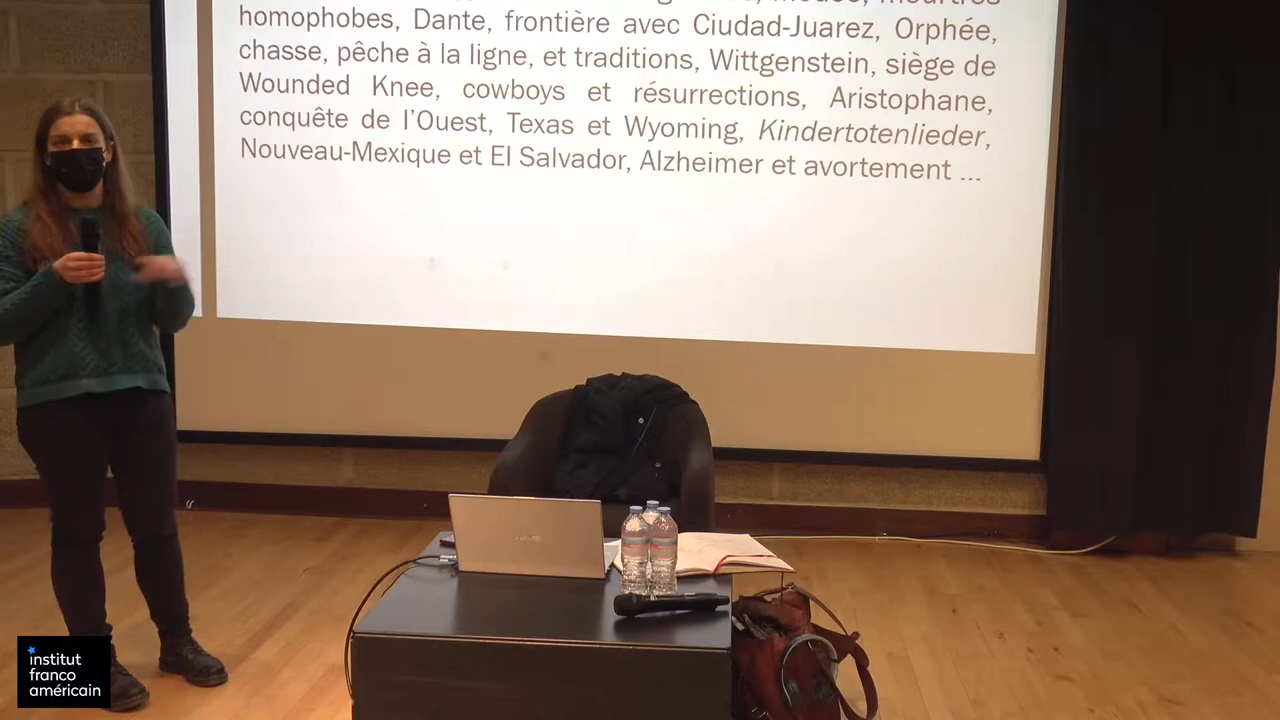 homophobes, Dante, frontière avec Ciudad-Juarez, Orphée,
chasse, pêche à la ligne, et traditions, Wittgenstein, siège de
Wounded Knee, cowboys et résurrections, Aristophane,
conquête de l'Ouest, Texas et Wyoming, Kindertotenlieder,
Nouveau-Mexique et El Salvador, Alzheimer et avortement ...
ASUS
institut
franco
américain